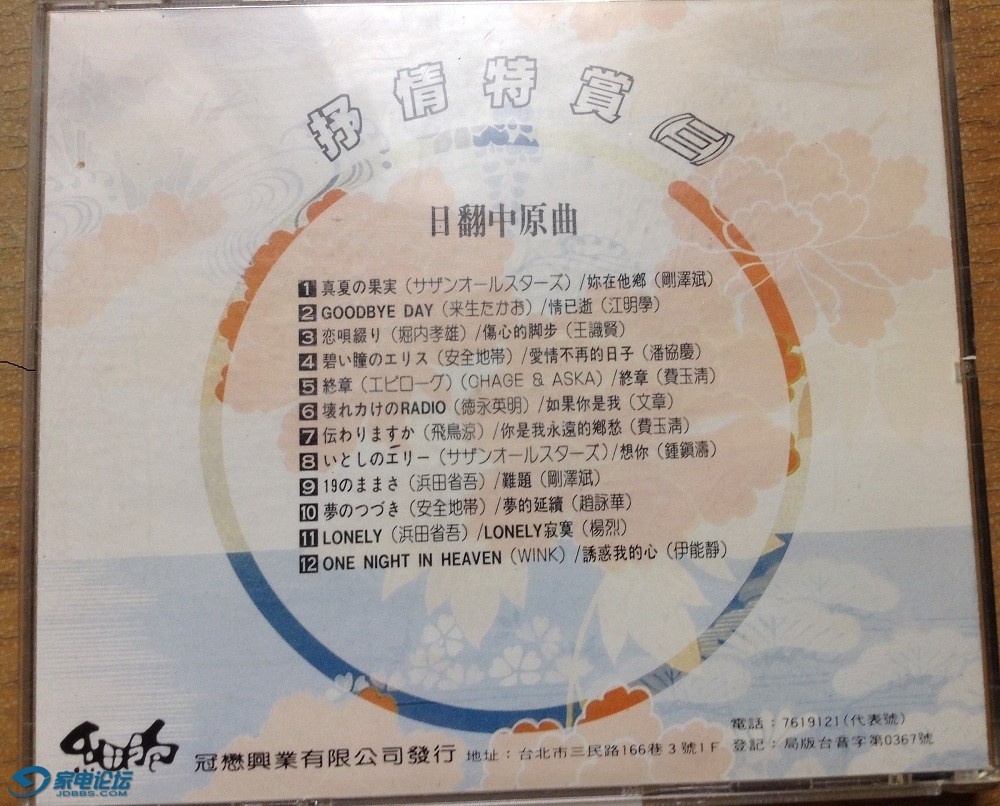 抒情特賞(三)
日翻中原曲
1 真夏の果実(サザンオールスターズ)/妳在他鄉(剛澤斌)
2 GOODBYE DAY(来生たかお)/情已逝(江明學)
3 恋唄綴り(堀内孝雄)/傷心的脚步(王識賢)
4 碧い瞳のエリス(安全地帯)/愛情不再的日子(潘協慶)
5 終章(エピローグ)(CHAGE & ASKA)/終章(費玉清)
6 壊れカけのRADIO(徳永英明)/如果你是我(文章)
7 伝わりますか(飛鳥涼)/你是我永遠的鄉愁(費玉清)
8 いとしのエリー(サザンオールスターズ)/想你(鍾鎮濤)
9 19のままさ(浜田省吾)/難題(剛澤斌)
10 夢のつづき(安全地帯)/夢的延續(趙詠華)
11 LONELY(浜田省吾)/LONELY寂寞(楊烈)
12 ONE NIGHT IN HEAVEN(WINK)/誘惑我的心(伊能靜)
電話:7619121(代表號)
冠懋興業有限公司發行 地址:台北市三民路166巷3號1F 登記:局版台音字第0367號
家电论坛
JDBBS.COM